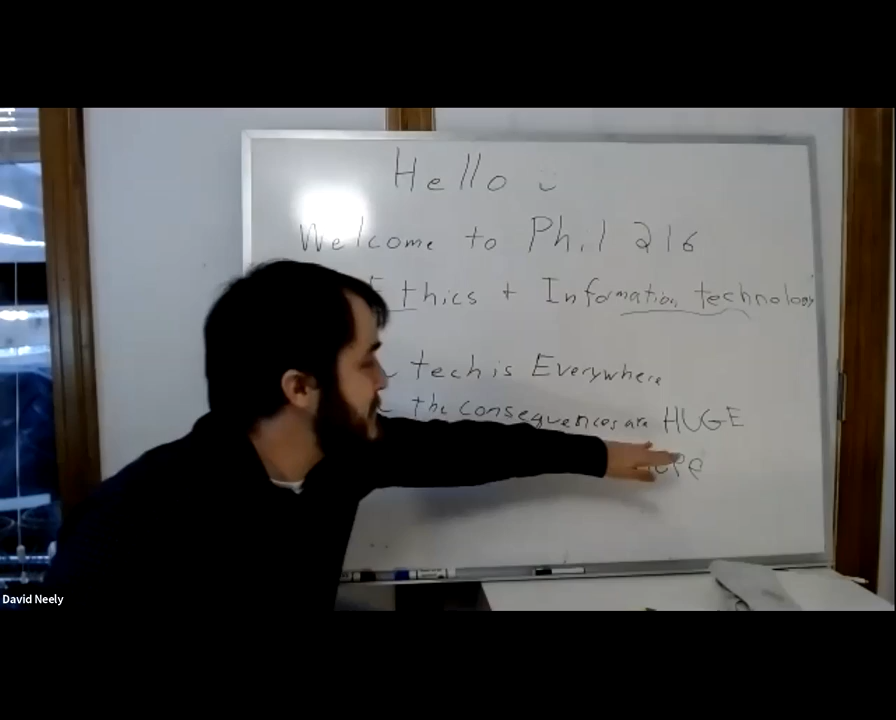 Hello
Welcome to Phil 216
Ethics + Information technology
tech is Everywhere
the consequences are HUGE
David Neely